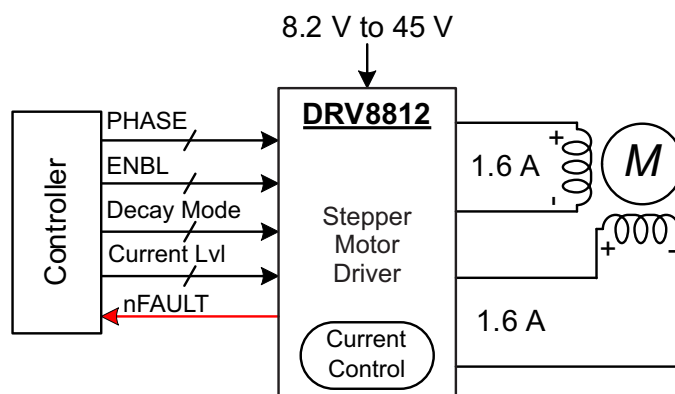 8.2 V to 45 V
DRV8812
PHASE
ENBL
Decay Mode
Current Lvl
nFAULT
Controller
Stepper
Motor
Driver
Current
Control
1.6 A
+
-
M
+
-
1.6 A